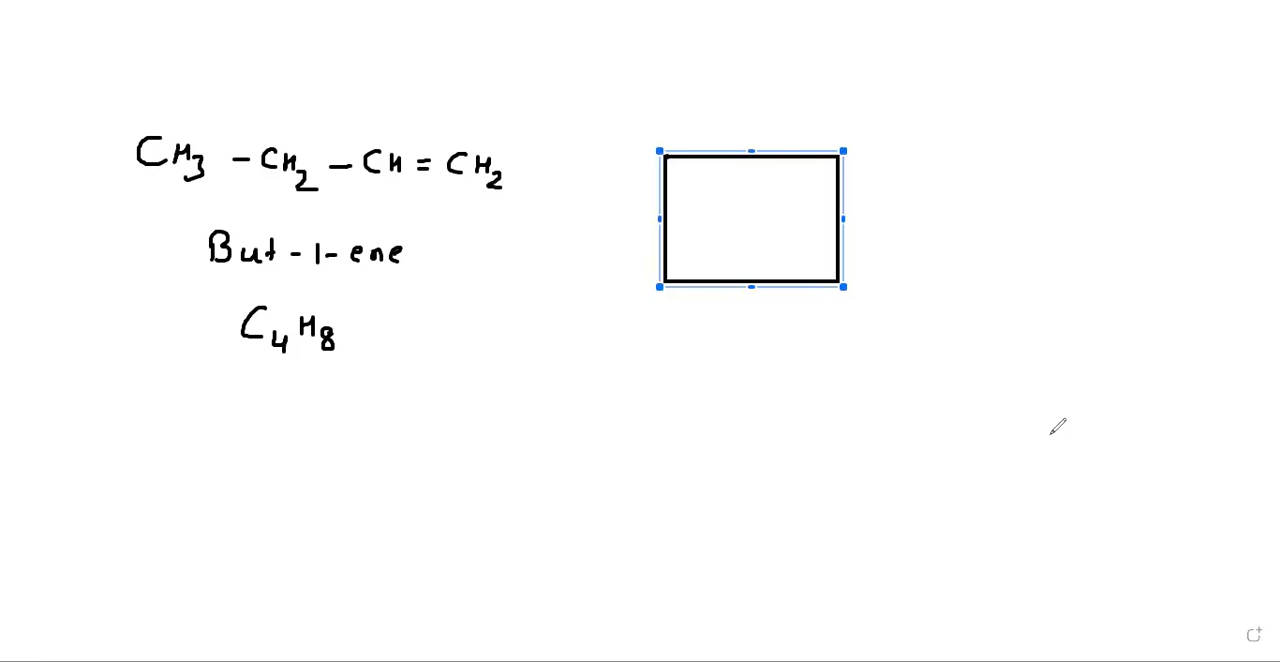 CH3 - CH2 - CH = CH2
But - 1 - ene
C4H8